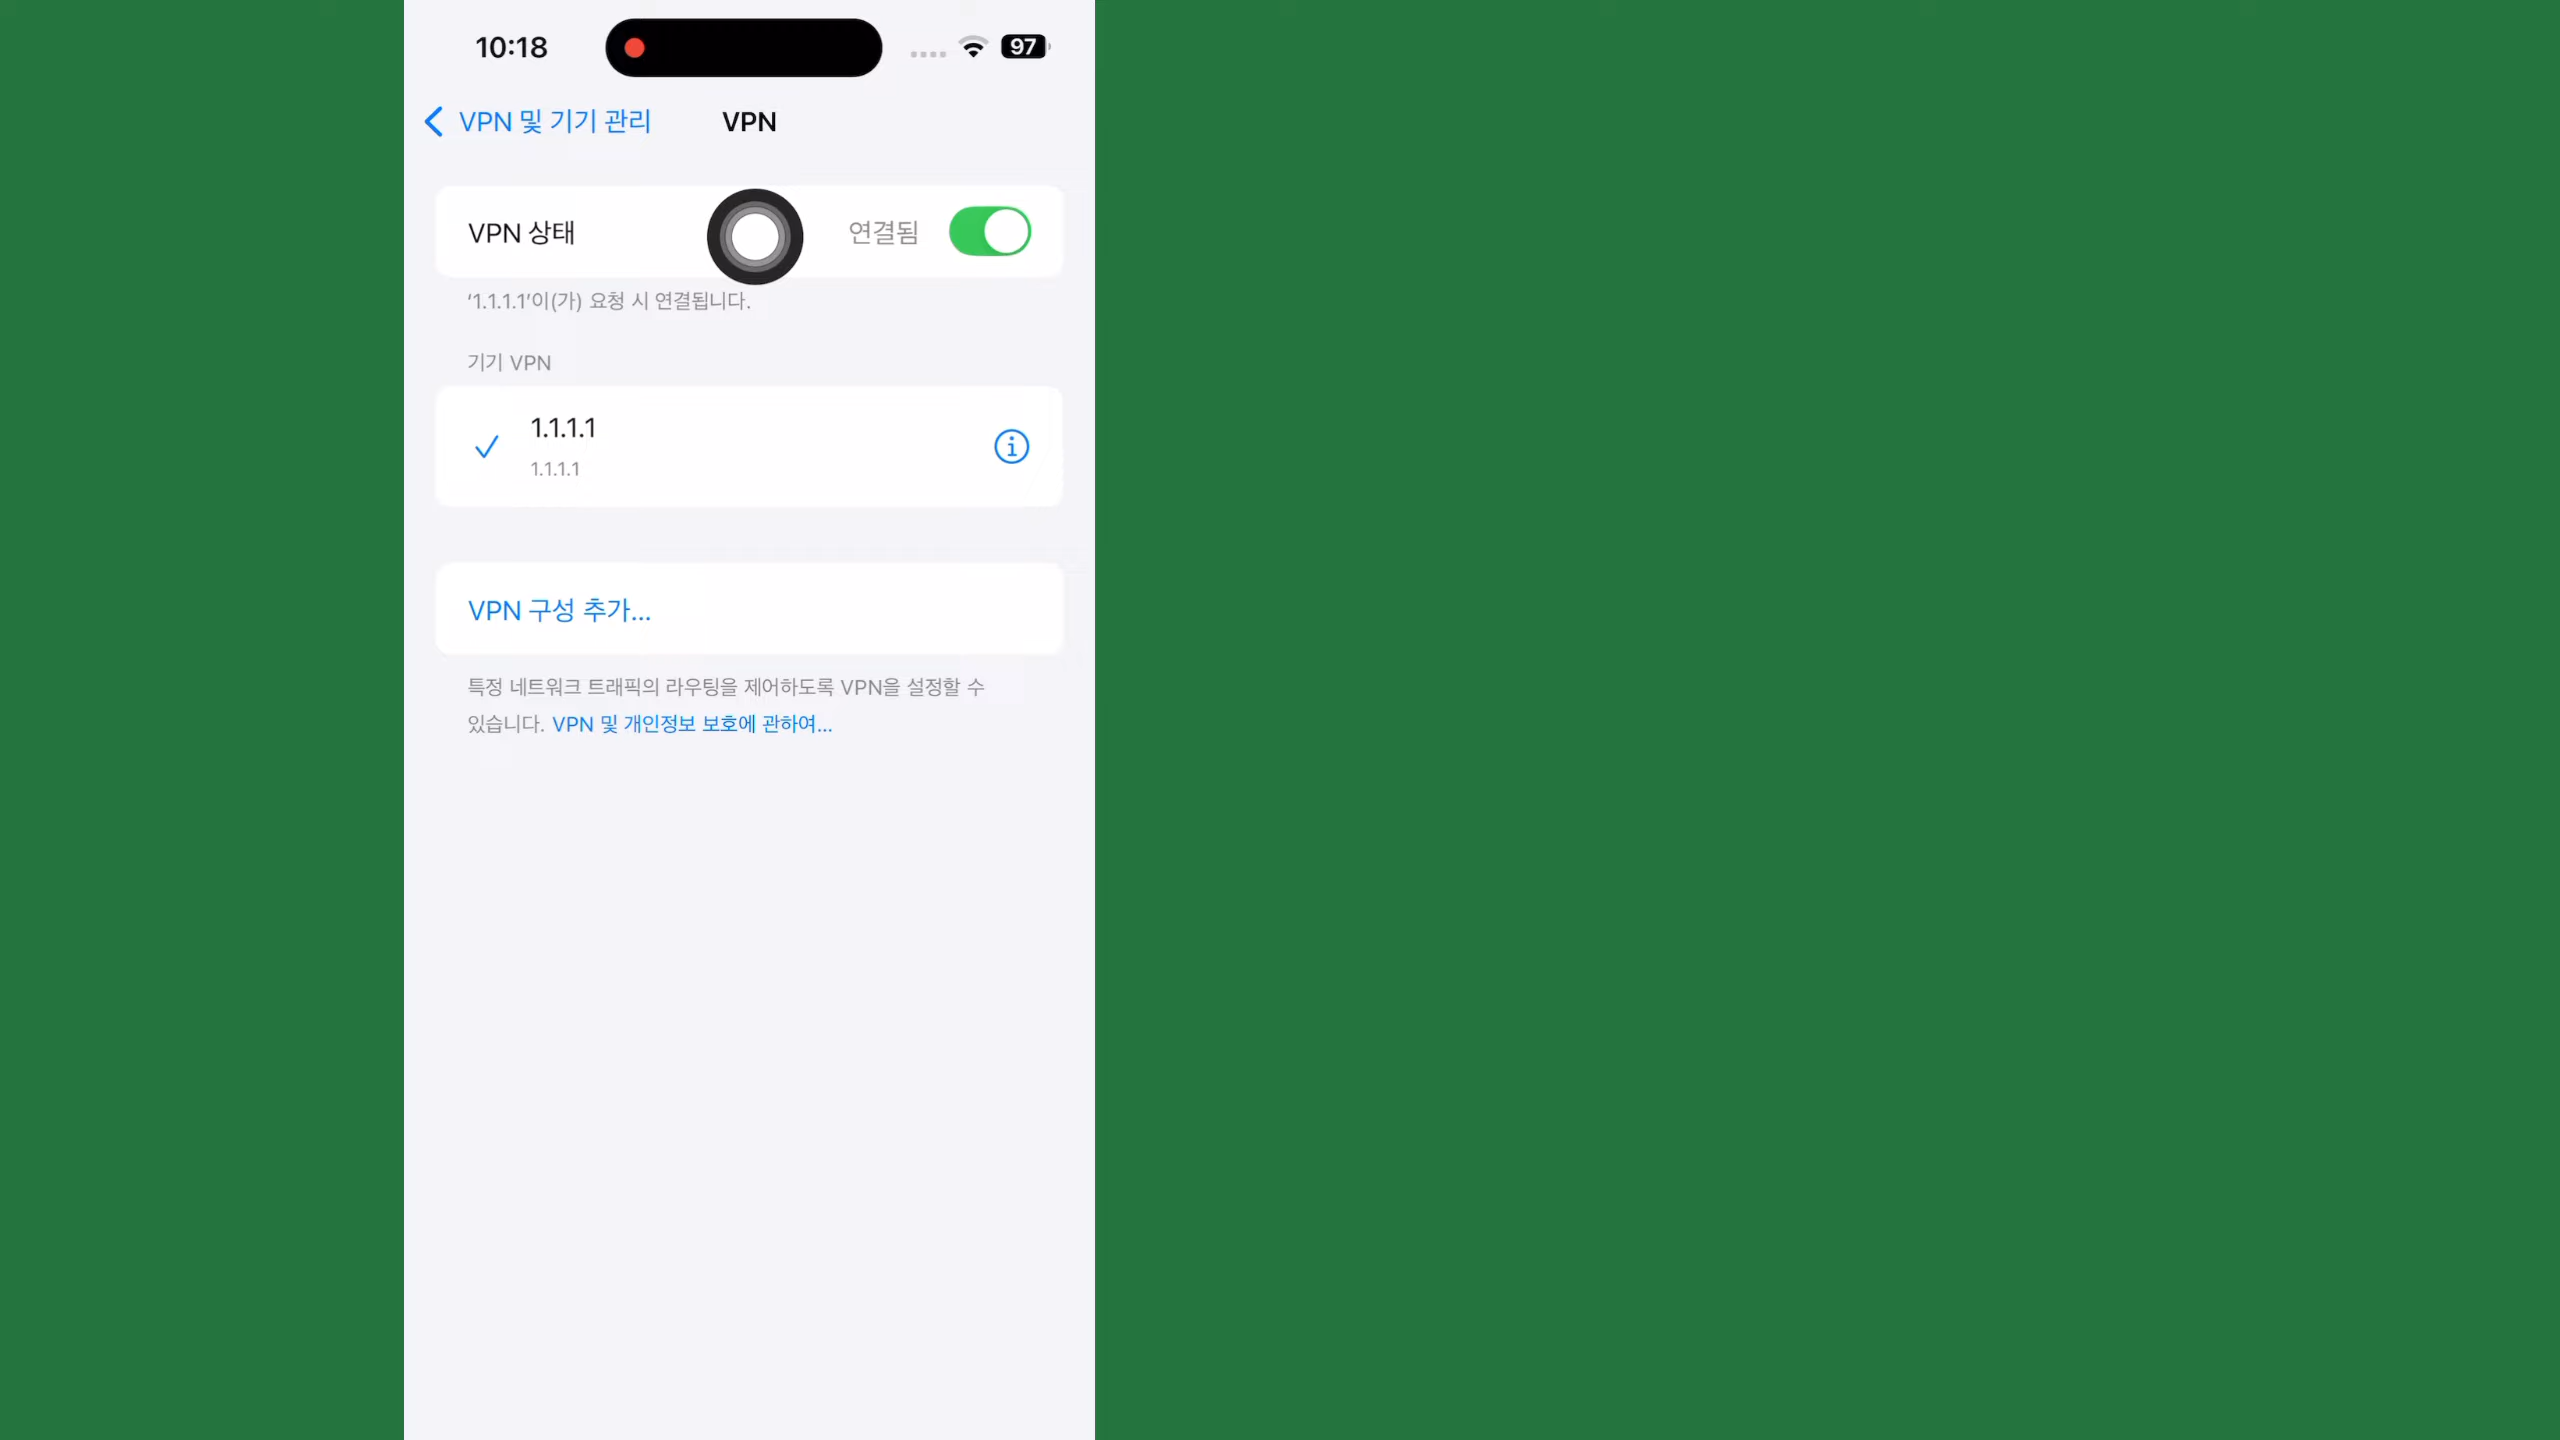 10:18
97
VPN 및 기기 관리
VPN
VPN 상태
연결됨
‘1.1.1.1’이(가) 요청 시 연결됩니다.
기기 VPN
1.1.1.1
1.1.1.1
VPN 구성 추가...
특정 네트워크 트래픽의 라우팅을 제어하도록 VPN을 설정할 수
있습니다. VPN 및 개인정보 보호에 관하여...